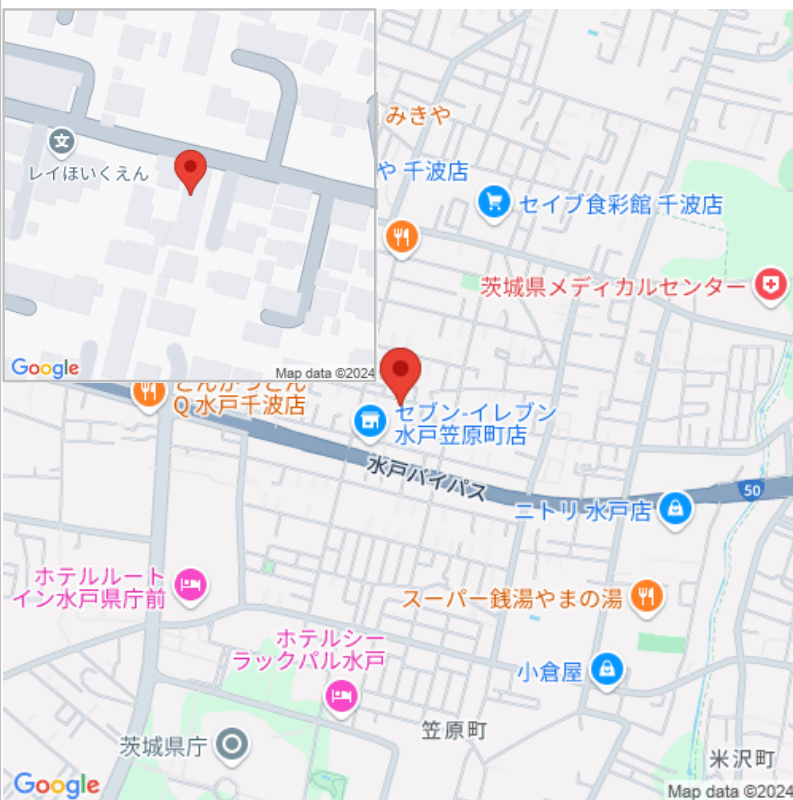 レイほいくえん
Google
Map data ©2024
みきや
や 千波店
セイブ食彩館 千波店
茨城県メディカルセンター
とんかつとん
Q 水戸千波店
セブン-イレブン
水戸笠原町店
水戸バイパス
50
ニトリ 水戸店
ホテルルート
イン水戸県庁前
スーパー銭湯やまの湯
ホテルシー
ラックパル水戸
小倉屋
笠原町
茨城県庁
米沢町
Google
Map data ©2024